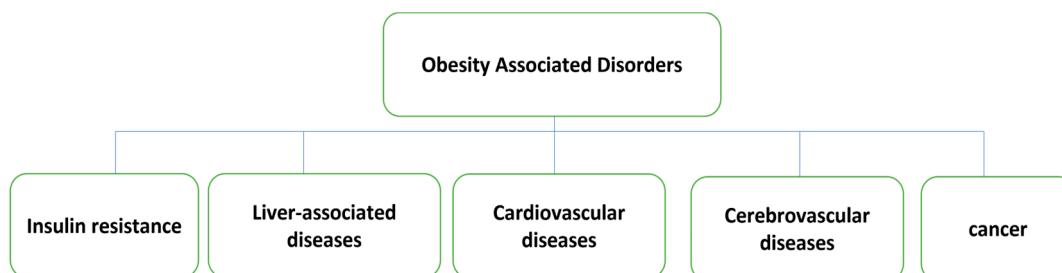 Obesity Associated Disorders
Insulin resistance
Liver-associated
diseases
Cardiovascular
diseases
Cerebrovascular
diseases
cancer